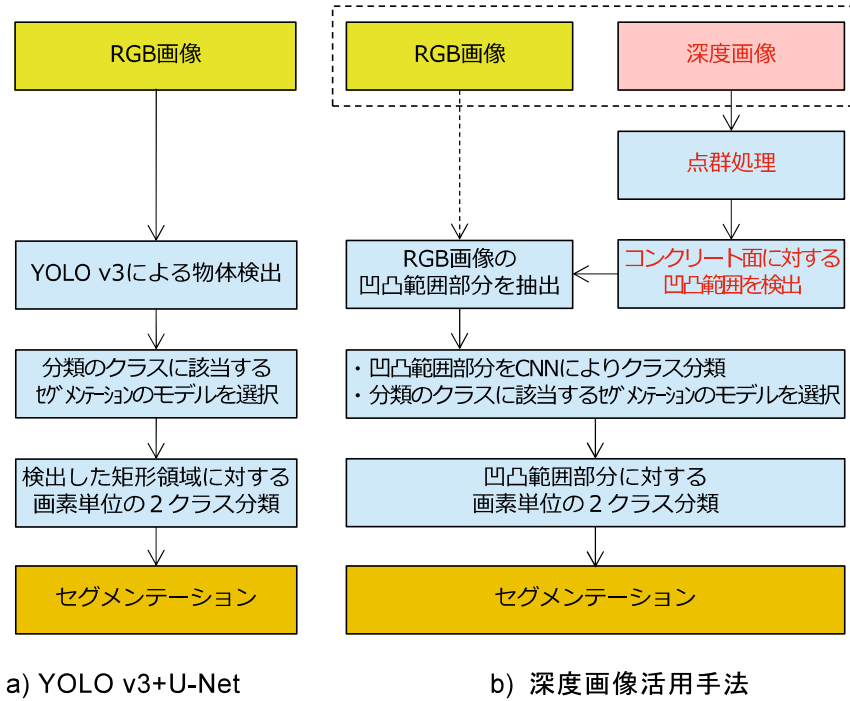 RGB画像
YOLO v3による物体検出
分類のクラスに該当する
ｾｸﾞﾒﾝﾃｰｼｮﾝのモデルを選択
検出した矩形領域に対する
画素単位の２クラス分類
セグメンテーション
a) YOLO v3+U-Net
RGB画像
深度画像
点群処理
コンクリート面に対する
凹凸範囲を検出
RGB画像の
凹凸範囲部分を抽出
・凹凸範囲部分をCNNによりクラス分類
・分類のクラスに該当するｾｸﾞﾒﾝﾃｰｼｮﾝのモデルを選択
凹凸範囲部分に対する
画素単位の２クラス分類
セグメンテーション
b) 深度画像活用手法